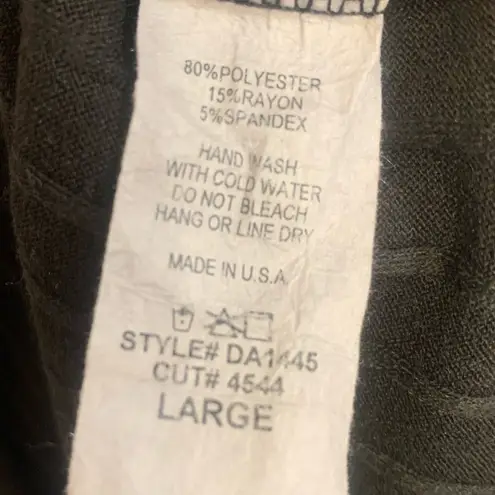 80%POLYESTER
15%RAYON
5%SPANDEX
HAND WASH
WITH COLD WATER
DO NOT BLEACH
HANG OR LINE DRY
MADE IN U.S.A.
STYLE# DA1445
CUT# 4544
LARGE